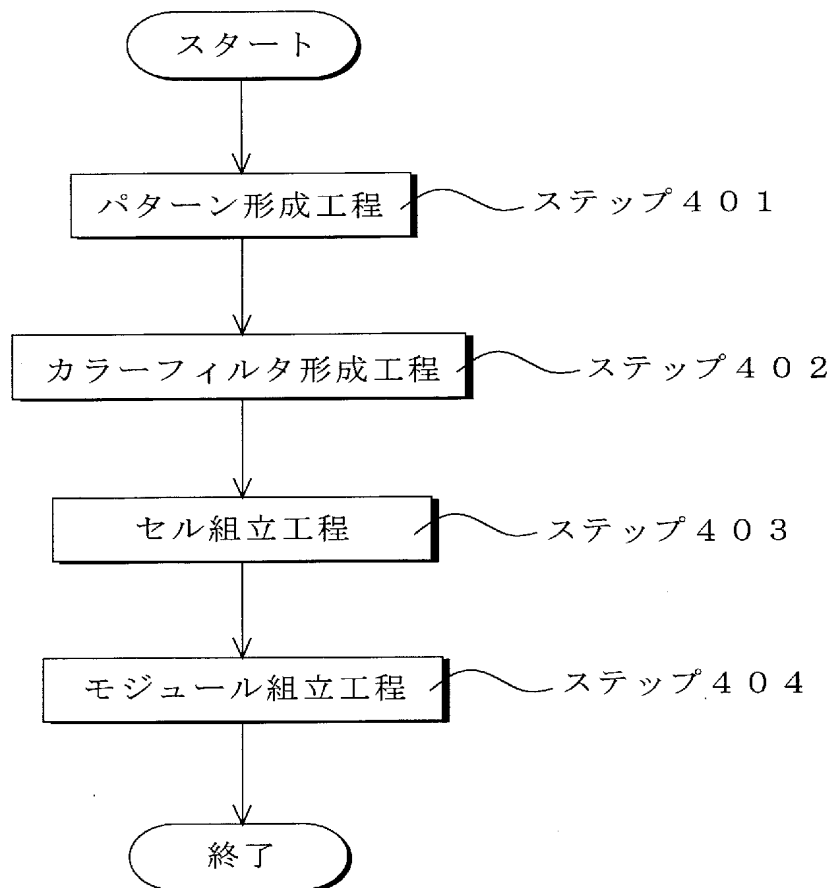 スタート
パターン形成工程
ステップ４０１
カラーフィルタ形成工程
ステップ４０２
セル組立工程
ステップ４０３
モジュール組立工程
ステップ４０４
終了